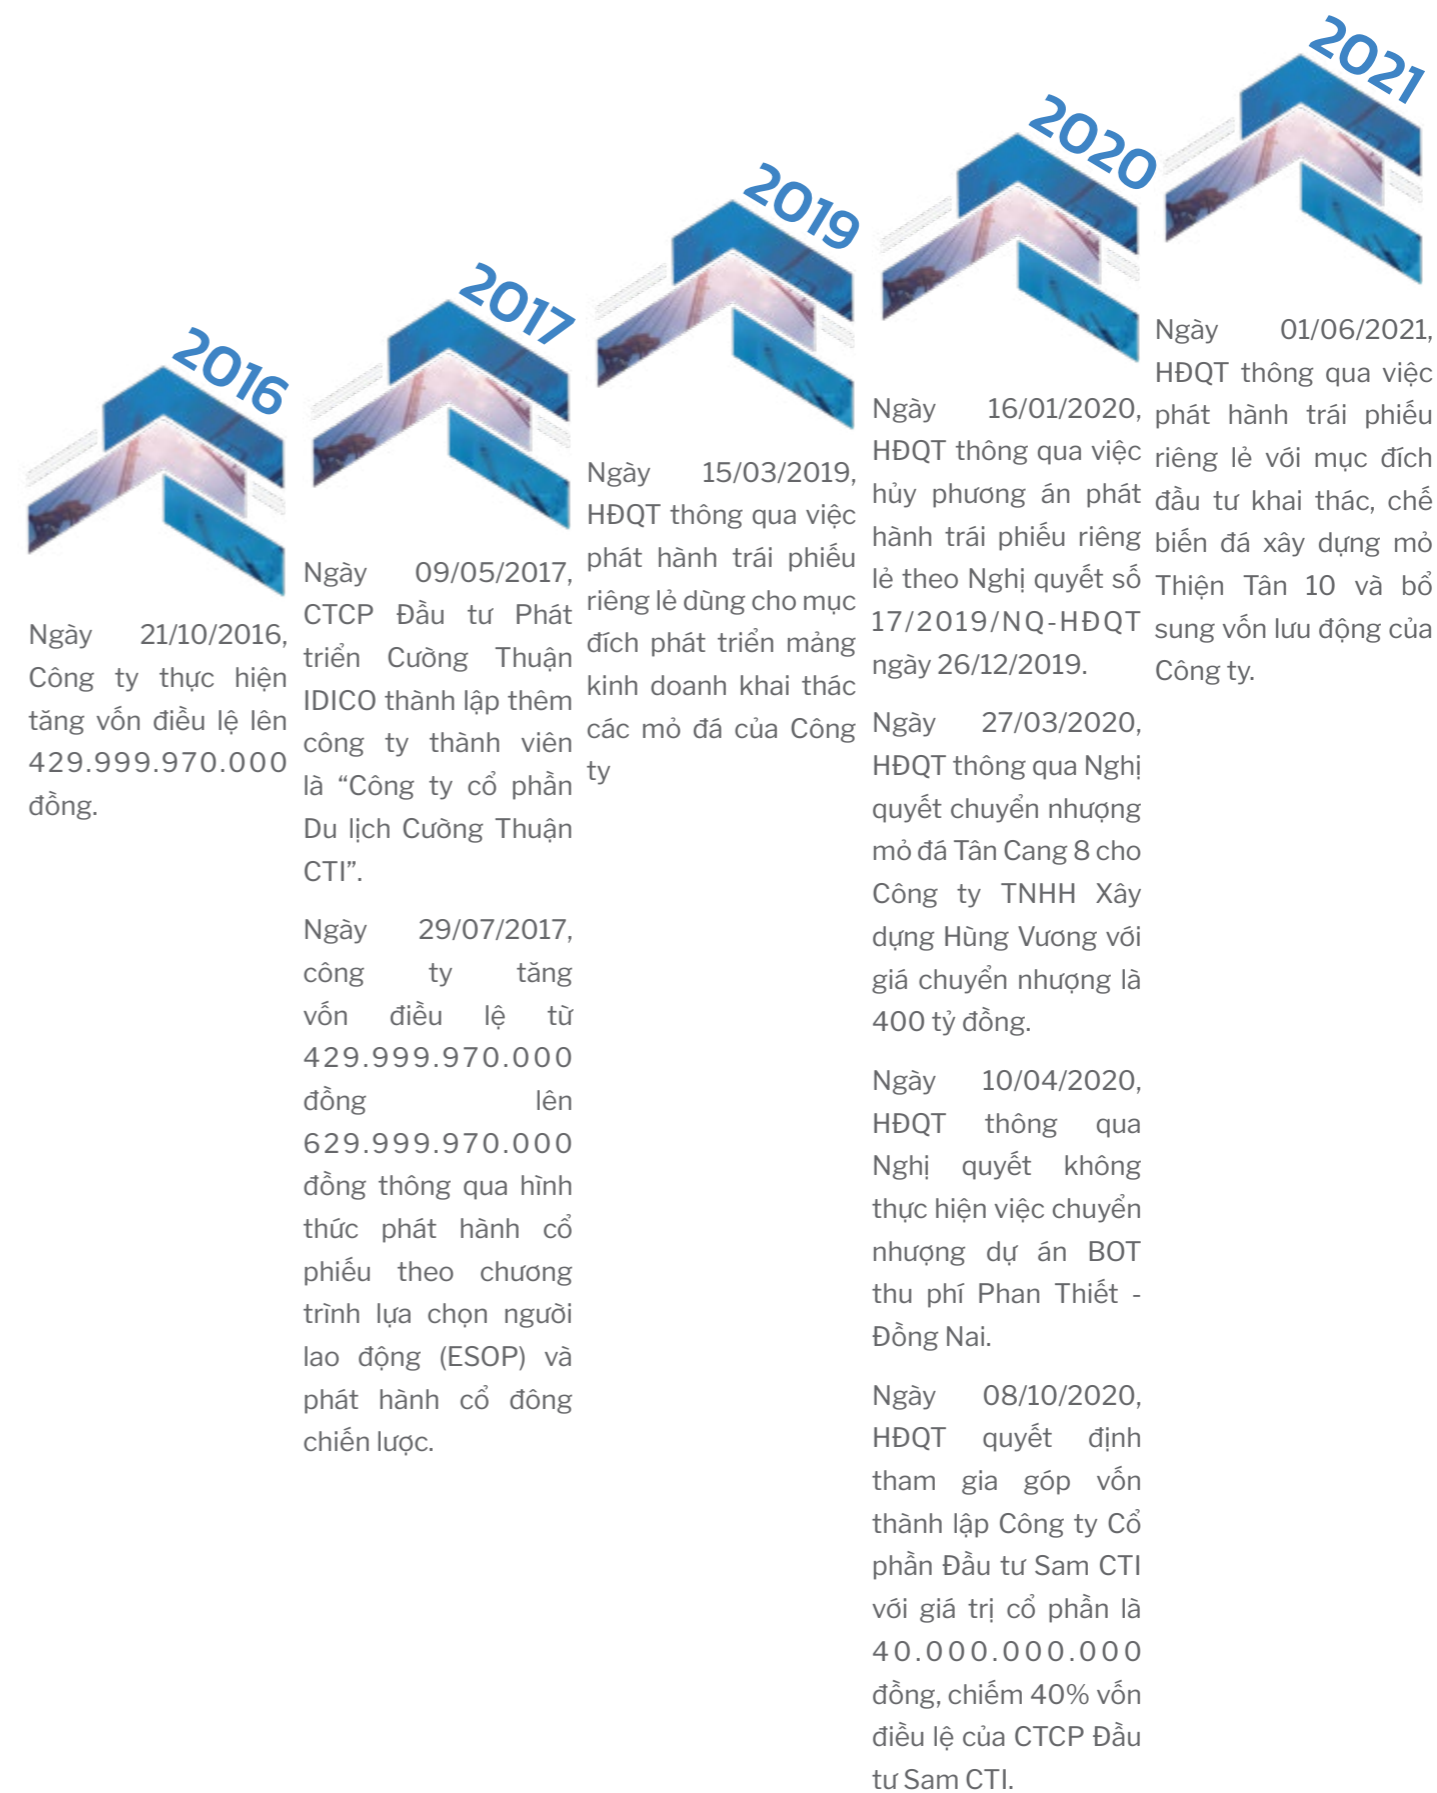 2016
Ngày 21/10/2016,
Công ty thực hiện
tăng vốn điều lệ lên
429.999.970.000
đồng.
2017
Ngày 09/05/2017,
CTCP Đầu tư Phát
triển Cường Thuận
IDICO thành lập thêm
công ty thành viên
là “Công ty cổ phần
Du lịch Cường Thuận
CTI”.
Ngày 29/07/2017,
công ty tăng
vốn điều lệ từ
429.999.970.000
đồng lên
629.999.970.000
đồng thông qua hình
thức phát hành cổ
phiếu theo chương
trình lựa chọn người
lao động (ESOP) và
phát hành cổ đông
chiến lược.
2019
Ngày 15/03/2019,
HĐQT thông qua việc
phát hành trái phiếu
riêng lẻ dùng cho mục
đích phát triển mảng
kinh doanh khai thác
các mỏ đá của Công
ty
2020
Ngày 16/01/2020,
HĐQT thông qua việc
hủy phương án phát
hành trái phiếu riêng
lẻ theo Nghị quyết số
17/2019/NQ-HĐQT
ngày 26/12/2019.
Ngày 27/03/2020,
HĐQT thông qua Nghị
quyết chuyển nhượng
mỏ đá Tân Cang 8 cho
Công ty TNHH Xây
dựng Hùng Vương với
giá chuyển nhượng là
400 tỷ đồng.
Ngày 10/04/2020,
HĐQT thông qua
Nghị quyết không
thực hiện việc chuyển
nhượng dự án BOT
thu phí Phan Thiết -
Đồng Nai.
Ngày 08/10/2020,
HĐQT quyết định
tham gia góp vốn
thành lập Công ty Cổ
phần Đầu tư Sam CTI
với giá trị cổ phần là
40.000.000.000
đồng, chiếm 40% vốn
điều lệ của CTCP Đầu
tư Sam CTI.
2021
Ngày 01/06/2021,
HĐQT thông qua việc
phát hành trái phiếu
riêng lẻ với mục đích
đầu tư khai thác, chế
biến đá xây dựng mỏ
Thiện Tân 10 và bổ
sung vốn lưu động của
Công ty.